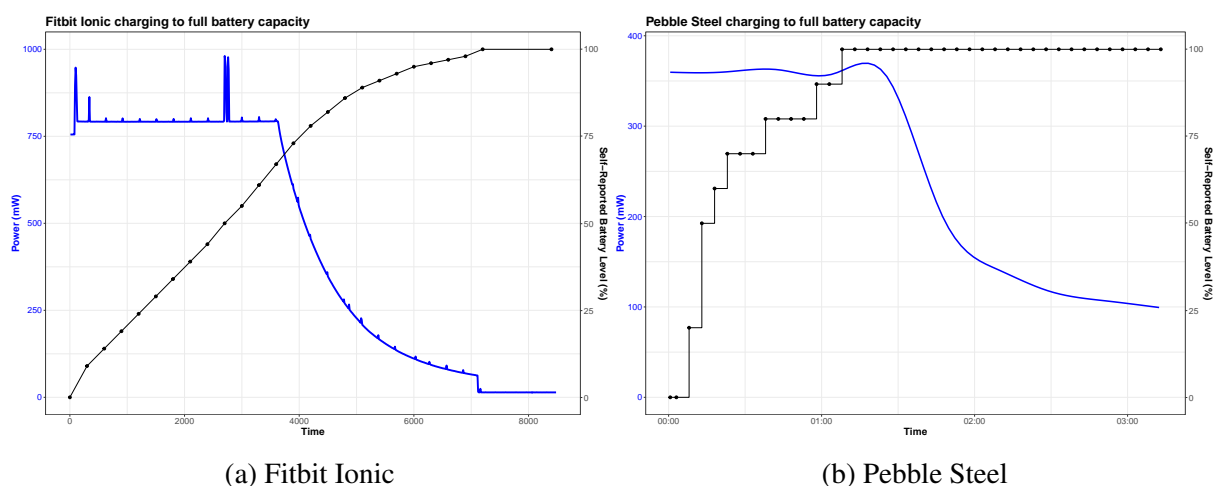 Fitbit Ionic charging to full battery capacity
1000
750
500
250
0
Power (mW)
100
75
50
25
0
Self−Reported Battery Level (%)
0 2000 4000 6000 8000
Time
(a) Fitbit Ionic
Pebble Steel charging to full battery capacity
400
300
200
100
0
Power (mW)
100
75
50
25
0
Self−Reported Battery Level (%)
00:00 01:00 02:00 03:00
Time
(b) Pebble Steel